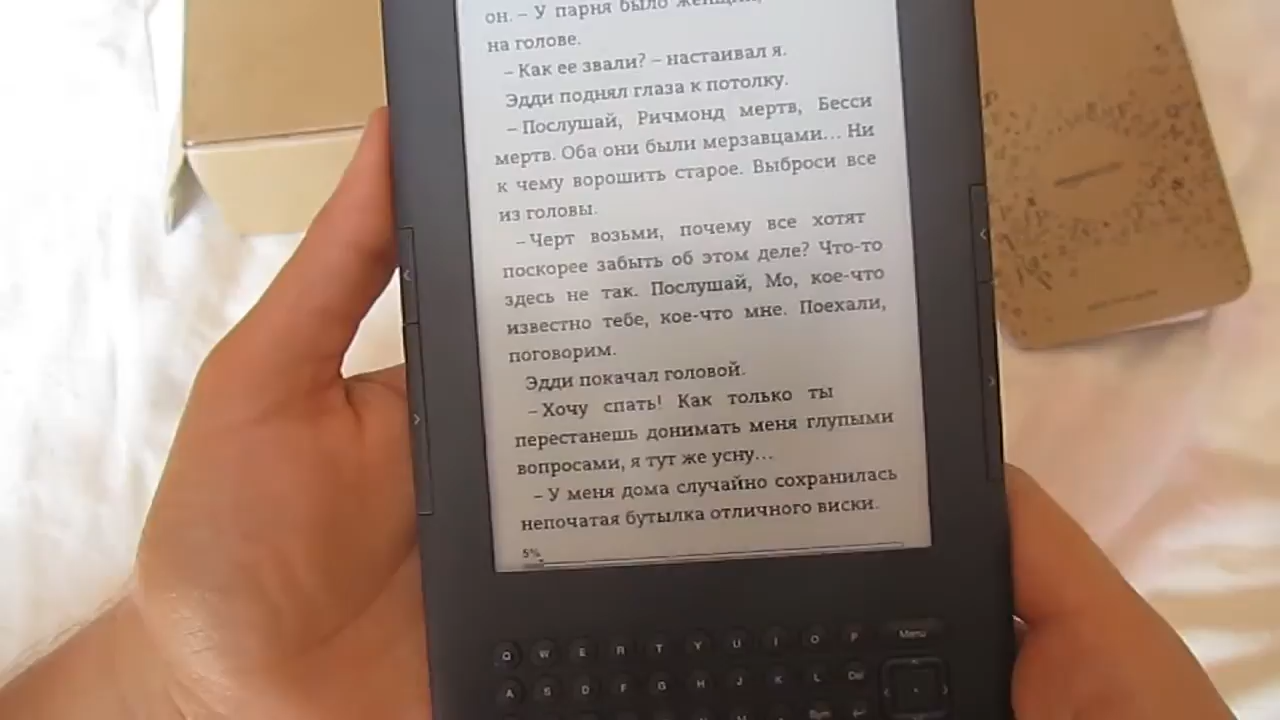 он. – У парня было
на голове.
– Как ее звали? – настаивал я.
Эдди поднял глаза к потолку.
– Послушай, Ричмонд мертв, Бесси
мертв. Оба они были мерзавцами... Ни
к чему ворошить старое. Выброси все
из головы.
– Черт возьми, почему все хотят
поскорее забыть об этом деле? Что-то
здесь не так. Послушай, Мо, кое-что
известно тебе, кое-что мне. Поехали,
поговорим.
Эдди покачал головой.
– Хочу спать! Как только ты
перестанешь донимать меня глупыми
вопросами, я тут же усну...
– У меня дома случайно сохранилась
непочатая бутылка отличного виски.
5%
Q W E R T Y U I O P Menu
A S D F G H J K L Del
Sym